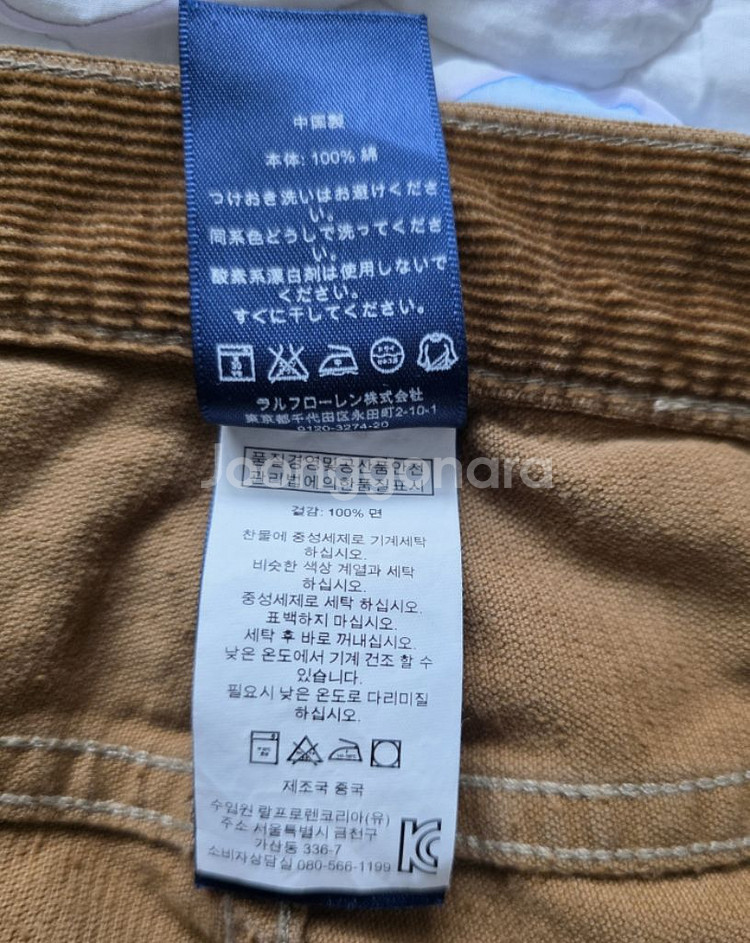 中国製
本体: 100% 綿
つけおき洗いはお避けくださ
い。
同系色どうしで洗ってくださ
い。
酸素系漂白剤は使用しないで
ください。
すぐに干してください。
ラルフローレン株式会社
東京都千代田区永田町2-10-1
0120-3274-20
Joonggonara
품질경영및공산품안전
관리법에의한품질표시
겉감: 100% 면
찬물에 중성세제로 기계세탁
하십시오.
비슷한 색상 계열과 세탁
하십시오.
중성세제로 세탁 하십시오.
표백하지 마십시오.
세탁 후 바로 꺼내십시오.
낮은 온도에서 기계 건조 할 수
있습니다.
필요시 낮은 온도로 다리미질
하십시오.
제조국 중국
수입원 랄프로렌코리아(유)
주소 서울특별시 금천구
가산동 336-7
소비자상담실 080-566-1199